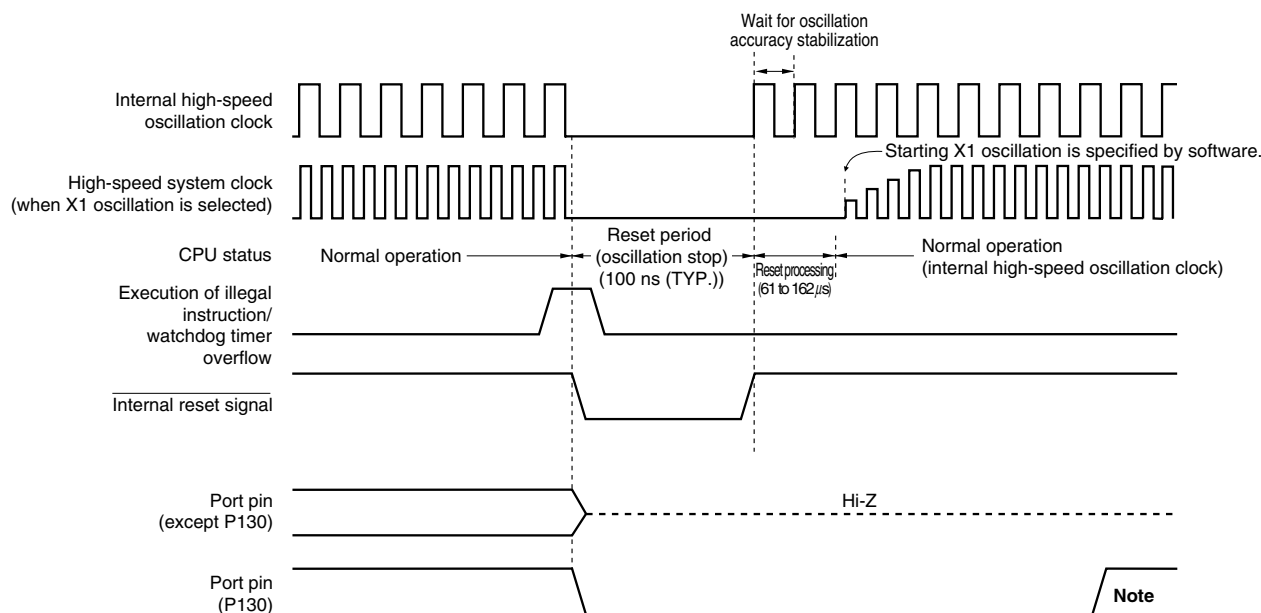 Wait for oscillation
accuracy stabilization
Internal high-speed
oscillation clock
Starting X1 oscillation is specified by software.
High-speed system clock
(when X1 oscillation is selected)
CPU status
Normal operation
Reset period
(oscillation stop)
(100 ns (TYP.))
Reset processing
(61 to 162 μs)
Normal operation
(internal high-speed oscillation clock)
Execution of illegal
instruction/
watchdog timer
overflow
Internal reset signal
Port pin
(except P130)
Hi-Z
Port pin
(P130)
Note